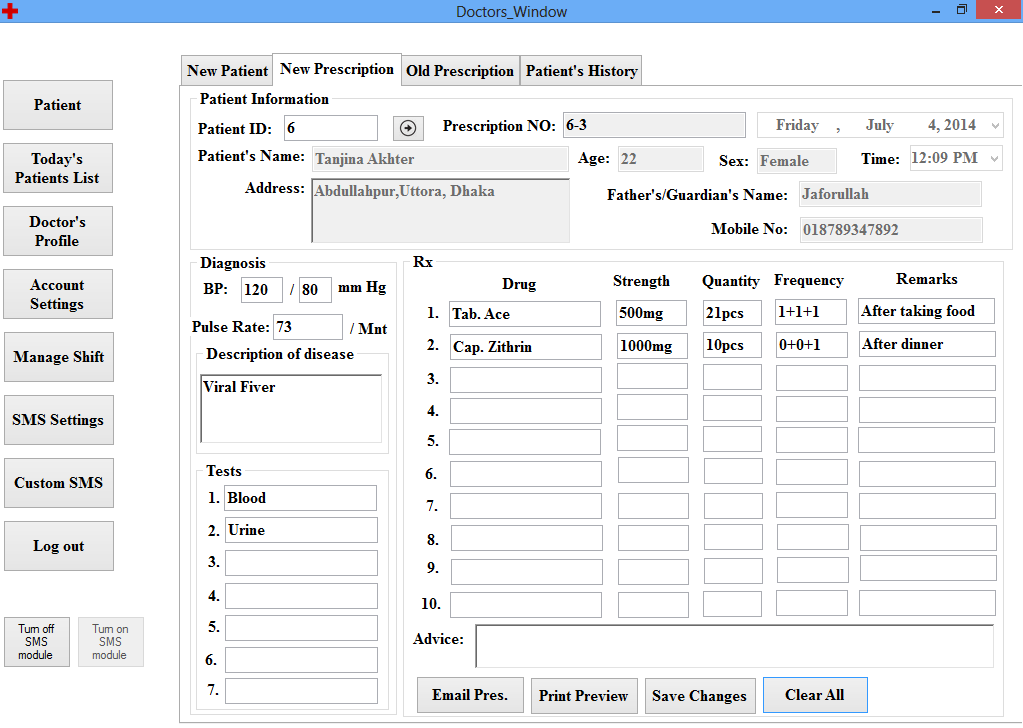 Doctors_Window
New Patient New Prescription Old Prescription Patient's History
Patient Information
Patient ID: 6 Prescription NO: 6-3 Friday , July 4, 2014
Patient's Name: Tanjina Akhter Age: 22 Sex: Female Time: 12:09 PM
Address: Abdullahpur,Uttora, Dhaka Father's/Guardian's Name: Jaforullah
Mobile No: 018789347892
Patient
Today's
Patients List
Doctor's
Profile
Account
Settings
Manage Shift
SMS Settings
Custom SMS
Log out
Turn off
SMS
module
Turn on
SMS
module
Diagnosis
BP: 120 / 80 mm Hg
Pulse Rate: 73 / Mnt
Description of disease
Viral Fiver
Tests
1. Blood
2. Urine
3.
4.
5.
6.
7.
Rx
Drug Strength Quantity Frequency Remarks
1. Tab. Ace 500mg 21pcs 1+1+1 After taking food
2. Cap. Zithrin 1000mg 10pcs 0+0+1 After dinner
3.
4.
5.
6.
7.
8.
9.
10.
Advice:
Email Pres. Print Preview Save Changes Clear All